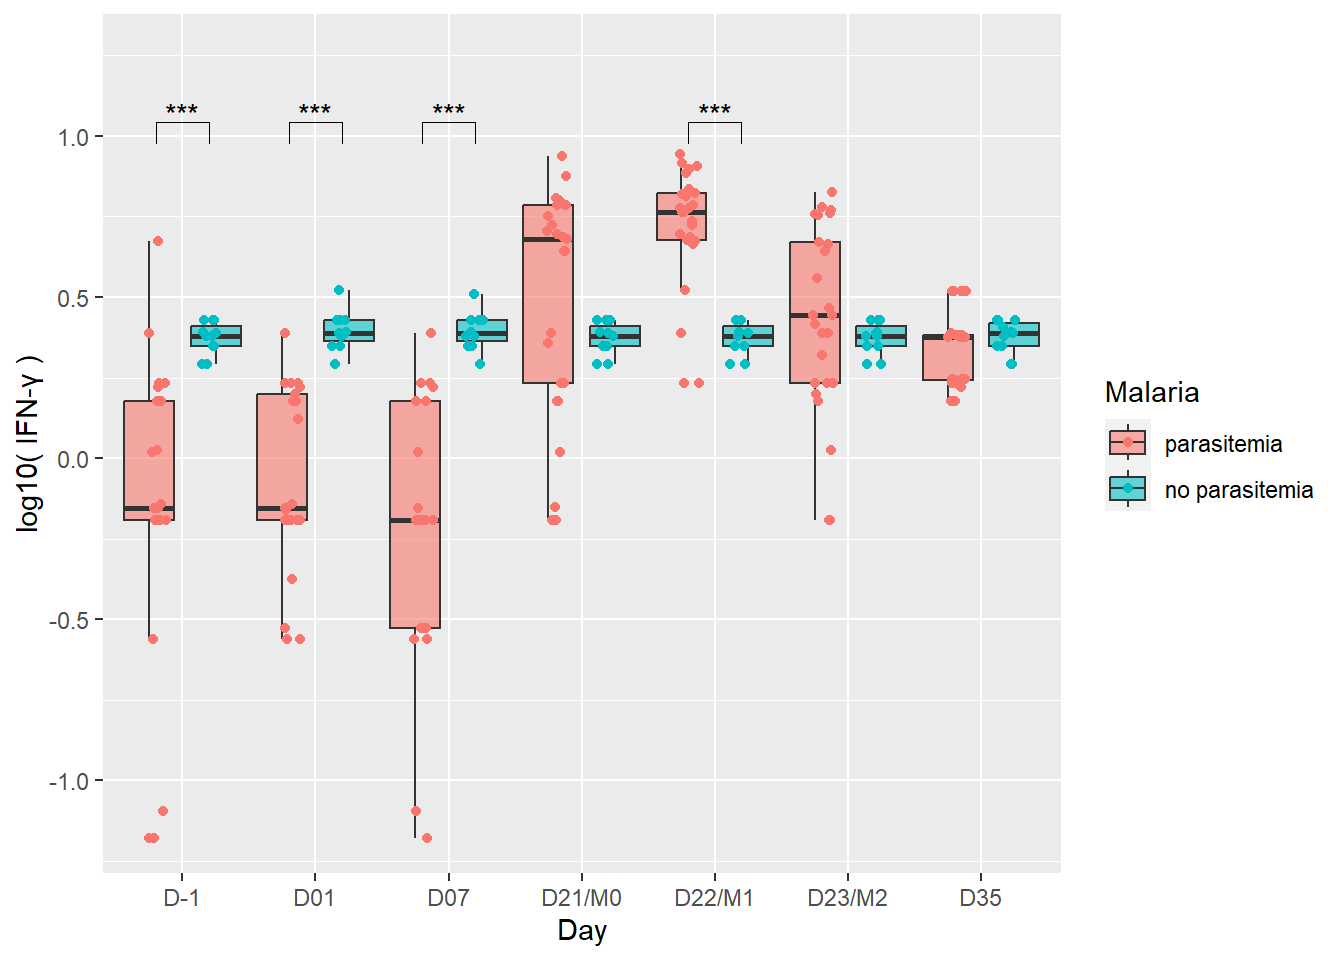 *** *** *** ***
1.0
0.5
0.0
-0.5
-1.0
log10( IFN-γ )
D-1 D01 D07 D21/M0 D22/M1 D23/M2 D35
Day
Malaria
parasitemia
no parasitemia